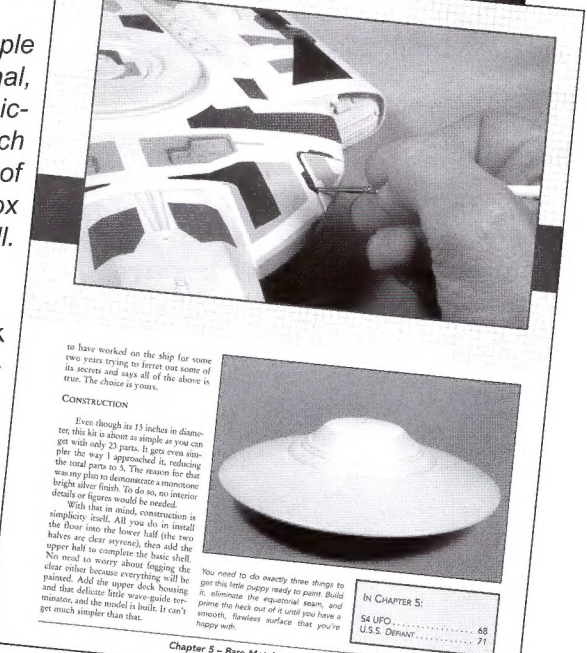 ple
nal,
ic-
ch
of
ox
ll.
k
to have worked on the ship for some
two years trying to ferret out some of
its secrets and says all of the above is
true. The choice is yours.
CONSTRUCTION
Even though its 13 inches in diame-
ter, this kit is about as simple as you can
get with only 23 parts. It gets even sim-
pler the way I approached it, reducing
the total parts to 5. The reason for that
was my plan to demonstrate a monotone
bright silver finish. To do so, no interior
details or figures would be needed.
With that in mind, construction is
simplicity itself. All you do in install
the floor into the lower half (the two
halves are clear styrene), then add the
upper half to complete the basic shell.
No need to worry about fogging the
clear either because everything will be
painted. Add the upper deck housing
and that delicate little wave-guide ter-
minator, and the model is built. It can't
get much simpler than that.
You need to do exactly three things to
get this little puppy ready to paint. Build
it, eliminate the equatorial seam, and
prime the heck out of it until you have a
smooth, flawless surface that you're
happy with.
IN CHAPTER 5:
S4 UFO . . . . . . . . . . . . . . . . 68
U.S.S. DEFIANT . . . . . . . . . . . . 71
Chapter 5 – Bare